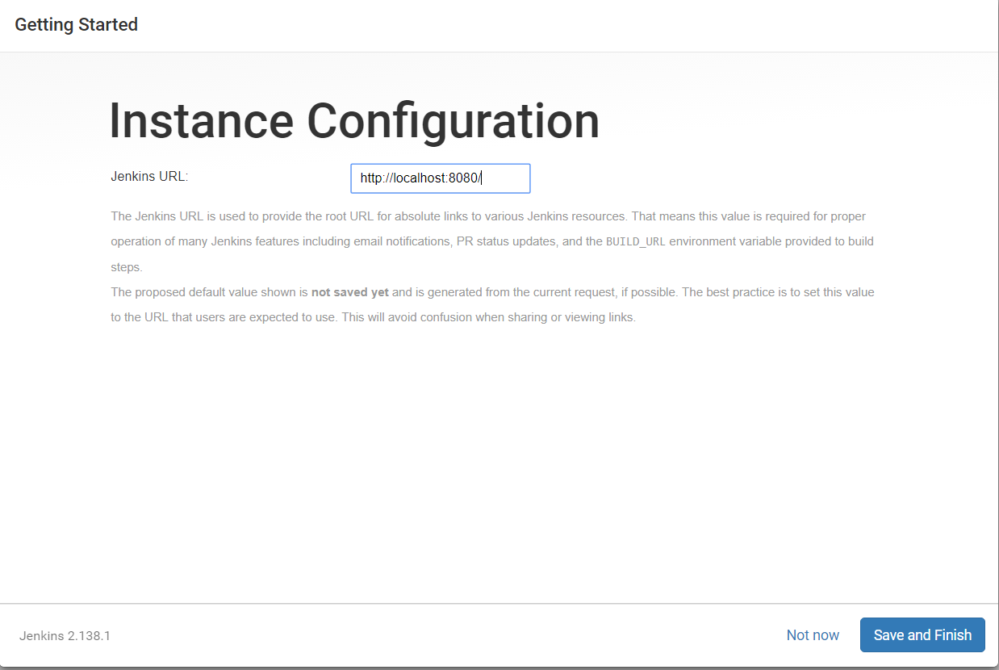 Getting Started
Instance Configuration
Jenkins URL:
http://localhost:8080/
The Jenkins URL is used to provide the root URL for absolute links to various Jenkins resources. That means this value is required for proper
operation of many Jenkins features including email notifications, PR status updates, and the BUILD_URL environment variable provided to build
steps.
The proposed default value shown is not saved yet and is generated from the current request, if possible. The best practice is to set this value
to the URL that users are expected to use. This will avoid confusion when sharing or viewing links.
Jenkins 2.138.1
Not now
Save and Finish